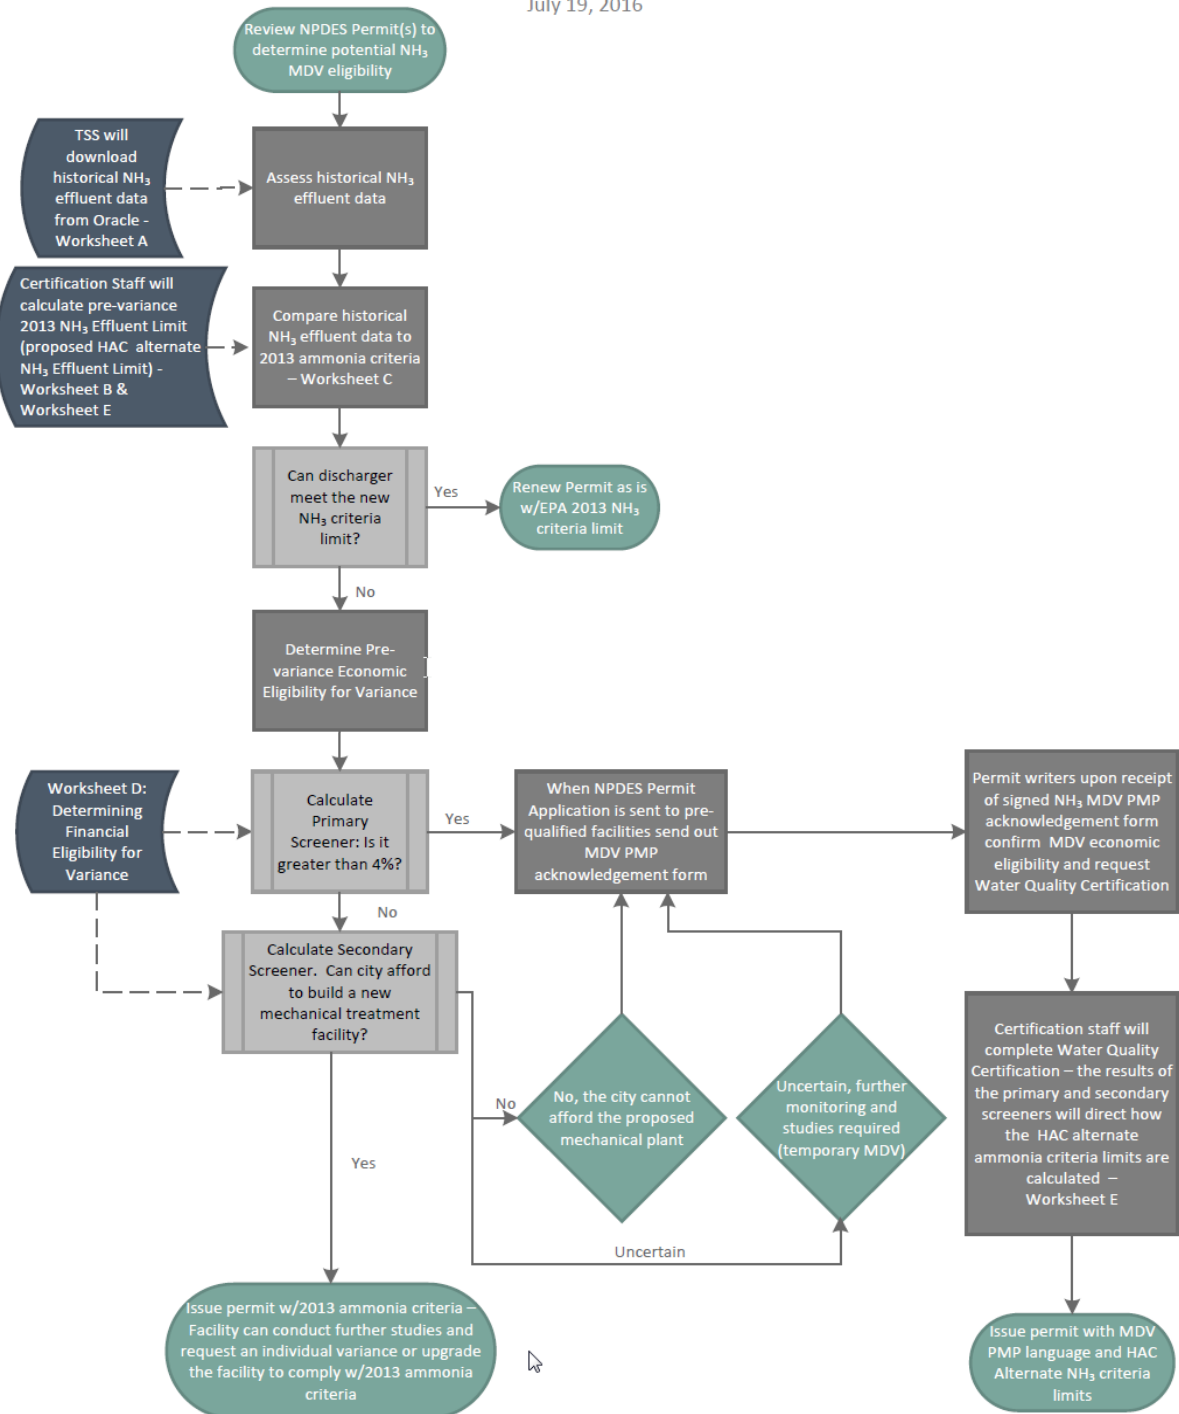 July 19, 2016
Review NPDES Permit(s) to
determine potential NH₃
MDV eligibility
TSS will
download
historical NH₃
effluent data
from Oracle -
Worksheet A
Assess historical NH₃
effluent data
Certification Staff will
calculate pre-variance
2013 NH₃ Effluent Limit
(proposed HAC alternate
NH₃ Effluent Limit) -
Worksheet B &
Worksheet E
Compare historical
NH₃ effluent data to
2013 ammonia criteria
– Worksheet C
Can discharger
meet the new
NH₃ criteria
limit?
Yes
Renew Permit as is
w/EPA 2013 NH₃
criteria limit
No
Determine Pre-
variance Economic
Eligibility for Variance
Worksheet D:
Determining
Financial
Eligibility for
Variance
Calculate
Primary
Screener: Is it
greater than 4%?
Yes
When NPDES Permit
Application is sent to pre-
qualified facilities send out
MDV PMP
acknowledgement form
Permit writers upon receipt
of signed NH₃ MDV PMP
acknowledgement form
confirm MDV economic
eligibility and request
Water Quality Certification
No
Calculate Secondary
Screener. Can city afford
to build a new
mechanical treatment
facility?
No
No, the city cannot
afford the proposed
mechanical plant
Uncertain, further
monitoring and
studies required
(temporary MDV)
Certification staff will
complete Water Quality
Certification – the results of
the primary and secondary
screeners will direct how
the HAC alternate
ammonia criteria limits are
calculated –
Worksheet E
Yes
Uncertain
Issue permit w/2013 ammonia criteria –
Facility can conduct further studies and
request an individual variance or upgrade
the facility to comply w/2013 ammonia
criteria
Issue permit with MDV
PMP language and HAC
Alternate NH₃ criteria
limits